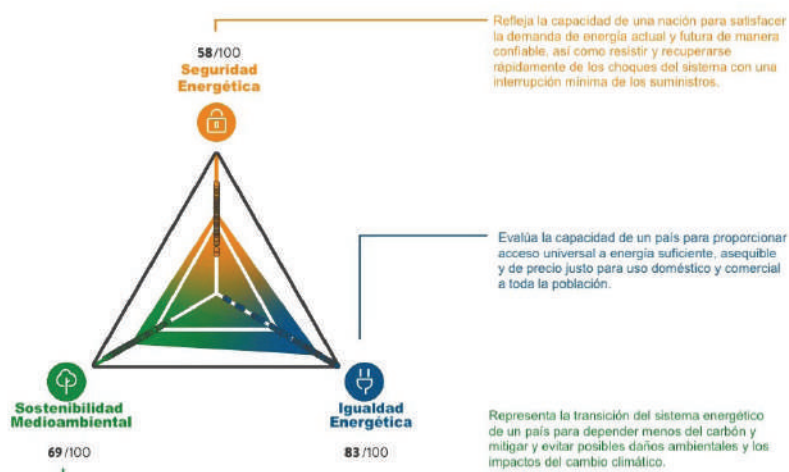 Refleja la capacidad de una nación para satisfacer
la demanda de energía actual y futura de manera
confiable, así como resistir y recuperarse
rápidamente de los choques del sistema con una
interrupción mínima de los suministros.
58/100
Seguridad
Energética
Evalúa la capacidad de un país para proporcionar
acceso universal a energía suficiente, asequible
y de precio justo para uso doméstico y comercial
a toda la población.
Sostenibilidad
Medioambiental
69/100
Igualdad
Energética
83/100
Representa la transición del sistema energético
de un país para depender menos del carbón y
mitigar y evitar posibles daños ambientales y los
impactos del cambio climático.